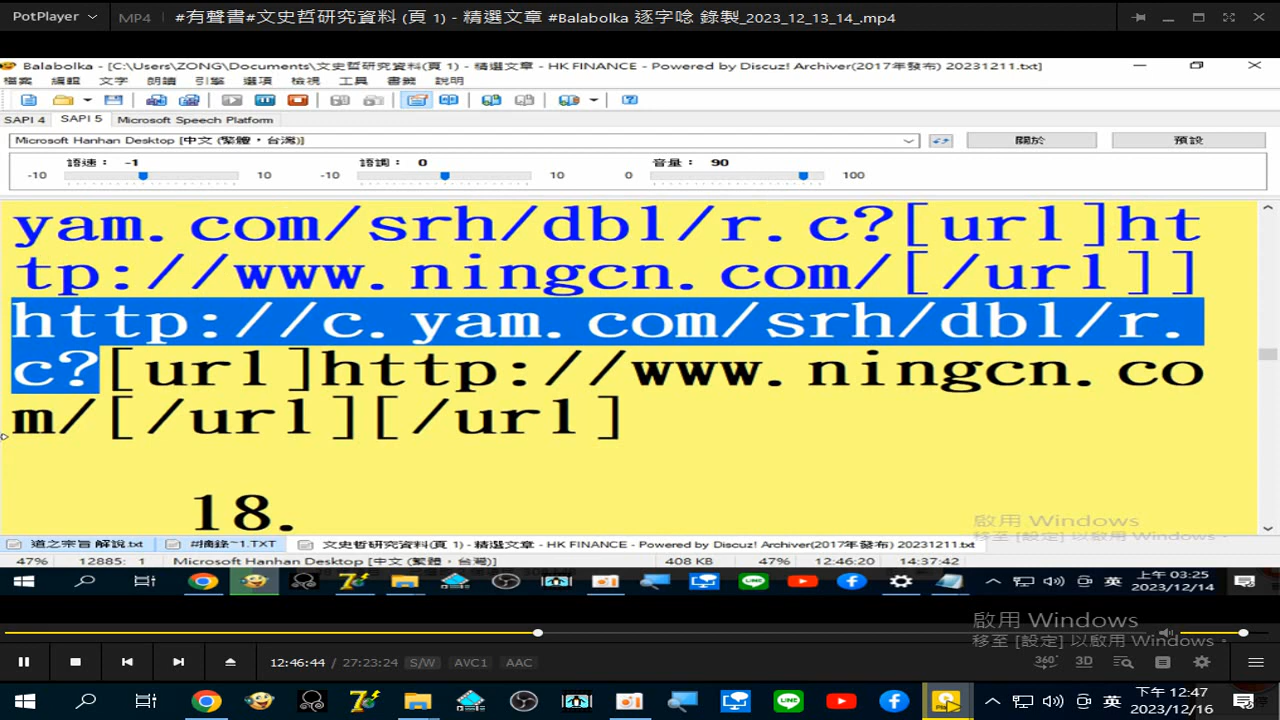 PotPlayer MP4 #有聲書#文史哲研究資料 (頁 1) - 精選文章 #Balabolka 逐字唸 錄製_2023_12_13_14_.mp4
Balabolka - [C:\Users\ZONG\Documents\文史哲研究資料(頁 1) - 精選文章 - HK FINANCE - Powered by Discuz! Archiver(2017年發布) 20231211.txt]
檔案 編輯 文字 朗讀 引擎 選項 檢視 工具 書籤 說明
SAPI 4 SAPI 5 Microsoft Speech Platform
Microsoft Hanhan Desktop [中文 (繁體，台灣)] 關於 預設
語速： -1 語調： 0 音量： 90
-10 10 -10 10 0 100
yam.com/srh/dbl/r.c?[url]ht
tp://www.ningcn.com/[/url]]
http://c.yam.com/srh/dbl/r.
c?[url]http://www.ningcn.co
m/[/url][/url]
18.
啟用 Windows
移至 [設定] 以啟用 Windows。
道之宗旨 解說.txt #摘錄~1.TXT 文史哲研究資料(頁 1) - 精選文章 - HK FINANCE - Powered by Discuz! Archiver(2017年發布) 20231211.txt
47% 12885: 1 Microsoft Hanhan Desktop [中文 (繁體，台灣)] 408 KB 47% 12:46:20 14:37:42
英 上午 03:25
2023/12/14
啟用 Windows
移至 [設定] 以啟用 Windows。
12:46:44 / 27:23:24 S/W AVC1 AAC 360° 3D
英 下午 12:47
2023/12/16